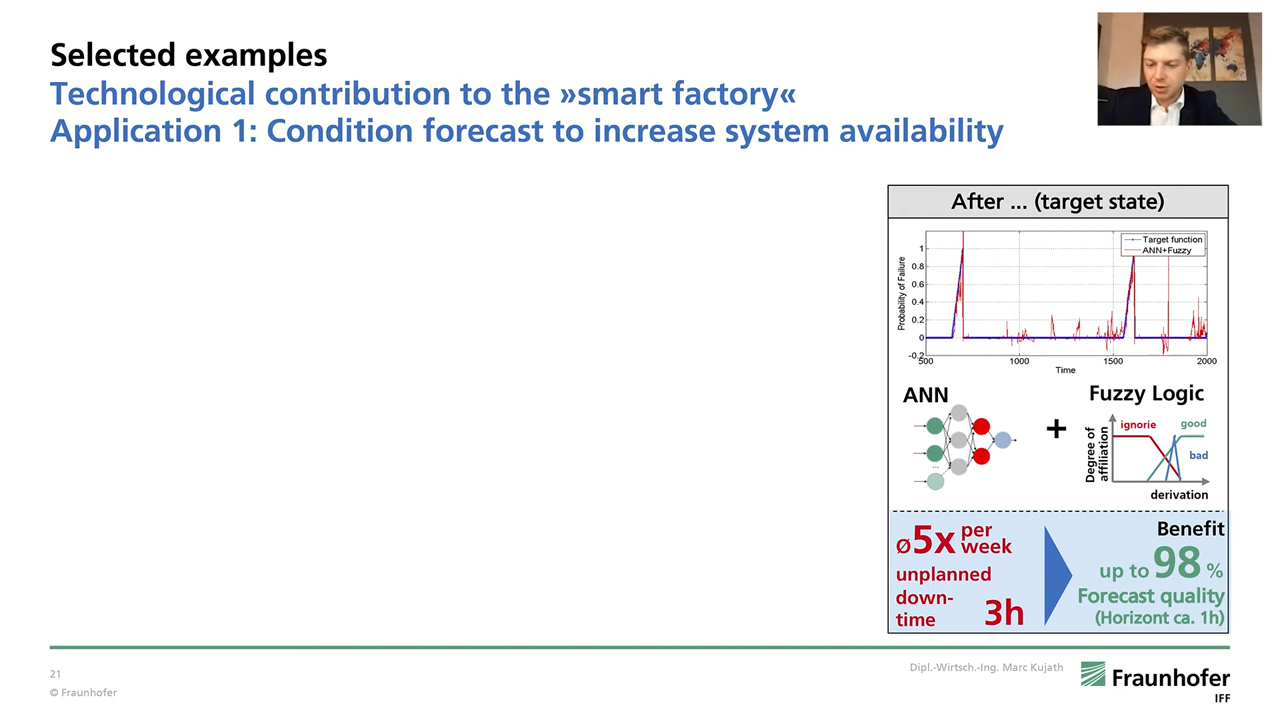 Selected examples
Technological contribution to the »smart factory«
Application 1: Condition forecast to increase system availability
After ... (target state)
Target function
ANN+Fuzzy
Probability of Failure
1
0.8
0.6
0.4
0.2
0
-0.2
500
1000
1500
2000
Time
ANN
...
+
Fuzzy Logic
Degree of
affiliation
ignorie
good
bad
derivation
ø5x per week
unplanned
down-
time 3h
Benefit
up to 98 %
Forecast quality
(Horizont ca. 1h)
21
© Fraunhofer
Dipl.-Wirtsch.-Ing. Marc Kujath
Fraunhofer
IFF